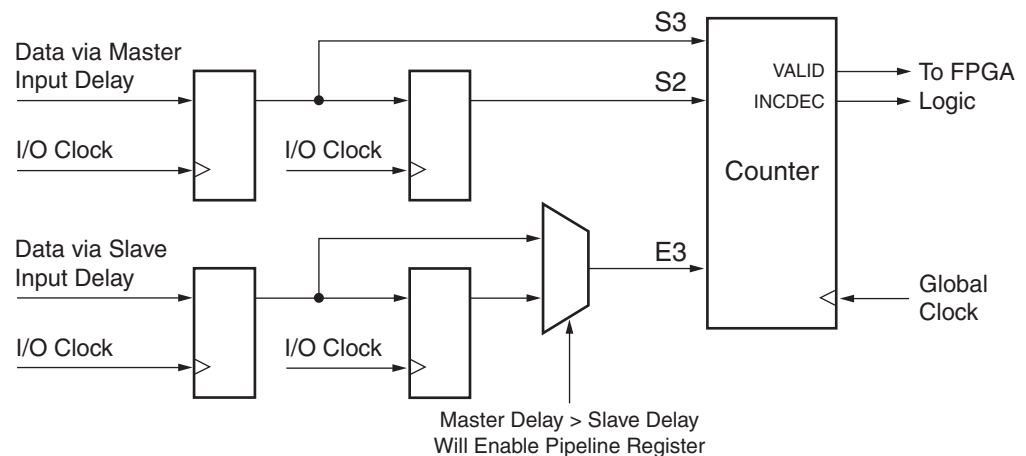 S3
Data via Master
Input Delay
VALID
To FPGA
S2
INCDEC
Logic
I/O Clock
I/O Clock
Counter
Data via Slave
Input Delay
E3
Global
Clock
I/O Clock
I/O Clock
Master Delay > Slave Delay
Will Enable Pipeline Register